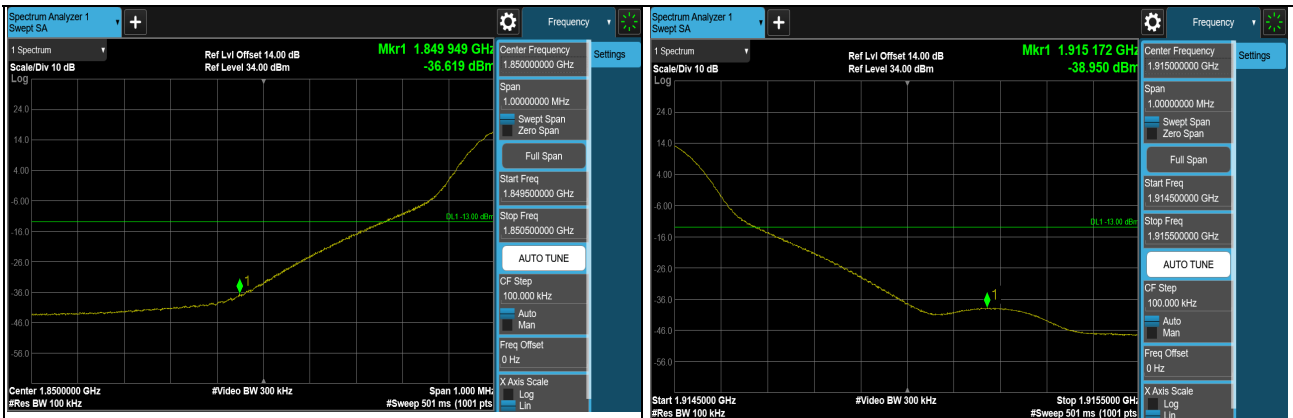 Spectrum Analyzer 1
Swept SA
+
Frequency
1 Spectrum
Scale/Div 10 dB
Log
Ref Lvl Offset 14.00 dB
Ref Level 34.00 dBm
Mkr1 1.849 949 GHz
-36.619 dBm
24.0
14.0
4.00
-6.00
-16.0
-26.0
-36.0
-46.0
-56.0
DL1 -13.00 dBm
1
Center 1.8500000 GHz
#Res BW 100 kHz
#Video BW 300 kHz
Span 1.000 MHz
#Sweep 501 ms (1001 pts
Settings
Center Frequency
1.850000000 GHz
Span
1.00000000 MHz
Swept Span
Zero Span
Full Span
Start Freq
1.849500000 GHz
Stop Freq
1.850500000 GHz
AUTO TUNE
CF Step
100.000 kHz
Auto
Man
Freq Offset
0 Hz
X Axis Scale
Log
Lin
Spectrum Analyzer 1
Swept SA
+
Frequency
1 Spectrum
Scale/Div 10 dB
Log
Ref Lvl Offset 14.00 dB
Ref Level 34.00 dBm
Mkr1 1.915 172 GHz
-38.950 dBm
24.0
14.0
4.00
-6.00
-16.0
-26.0
-36.0
-46.0
-56.0
DL1 -13.00 dBm
1
Start 1.9145000 GHz
#Res BW 100 kHz
#Video BW 300 kHz
Stop 1.9155000 GHz
#Sweep 501 ms (1001 pts
Settings
Center Frequency
1.915000000 GHz
Span
1.00000000 MHz
Swept Span
Zero Span
Full Span
Start Freq
1.914500000 GHz
Stop Freq
1.915500000 GHz
AUTO TUNE
CF Step
100.000 kHz
Auto
Man
Freq Offset
0 Hz
X Axis Scale
Log
Lin